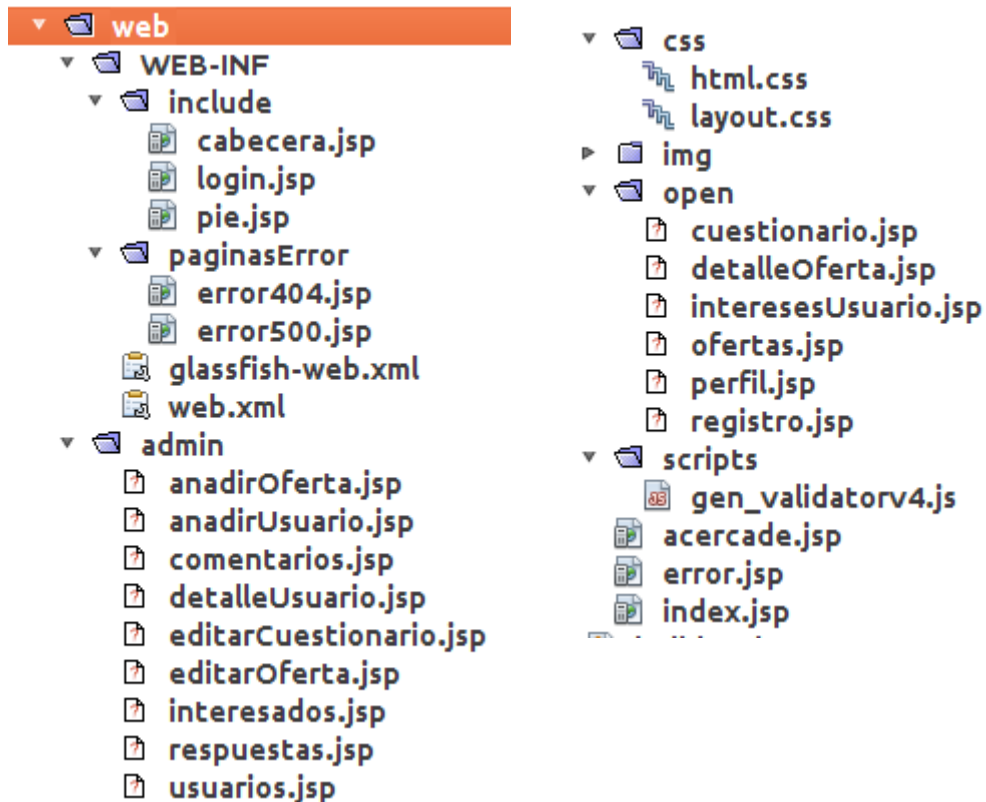 web
WEB-INF
include
cabecera.jsp
login.jsp
pie.jsp
paginasError
error404.jsp
error500.jsp
glassfish-web.xml
web.xml
admin
anadirOferta.jsp
anadirUsuario.jsp
comentarios.jsp
detalleUsuario.jsp
editarCuestionario.jsp
editarOferta.jsp
interesados.jsp
respuestas.jsp
usuarios.jsp
css
html.css
layout.css
img
open
cuestionario.jsp
detalleOferta.jsp
interesesUsuario.jsp
ofertas.jsp
perfil.jsp
registro.jsp
scripts
gen_validatorv4.js
acercade.jsp
error.jsp
index.jsp